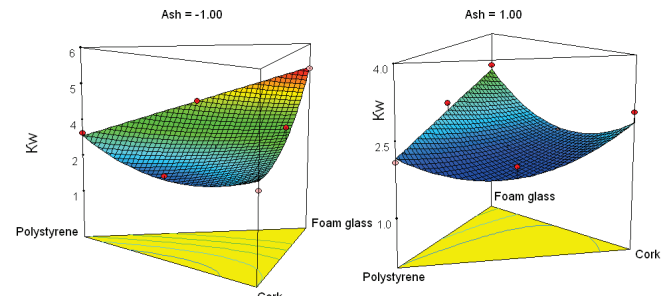 Ash = -1.00
6
5
4
2
1
Kw
Polystyrene
Foam glass
Cork
Ash = 1.00
4.0
2.5
1.0
Kw
Foam glass
Cork
Polystyrene